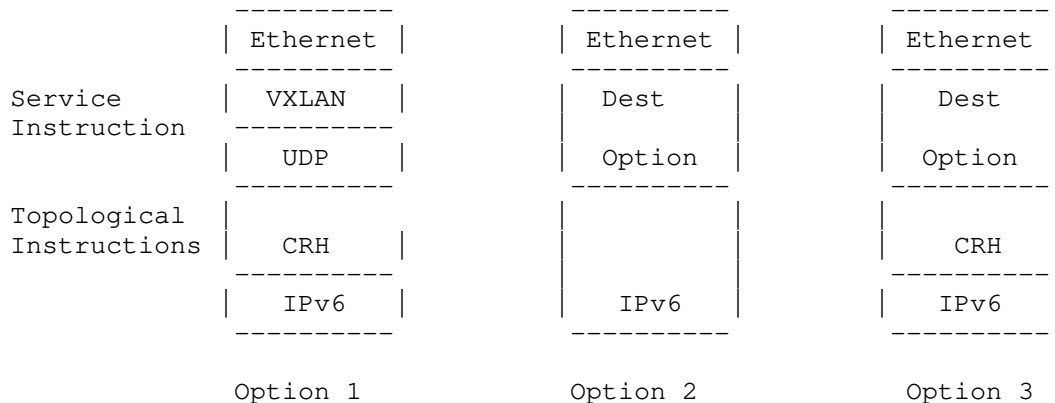 Ethernet Ethernet Ethernet
Service VXLAN Dest Dest
Instruction
UDP Option Option
Topological
Instructions CRH CRH
IPv6 IPv6 IPv6
Option 1 Option 2 Option 3